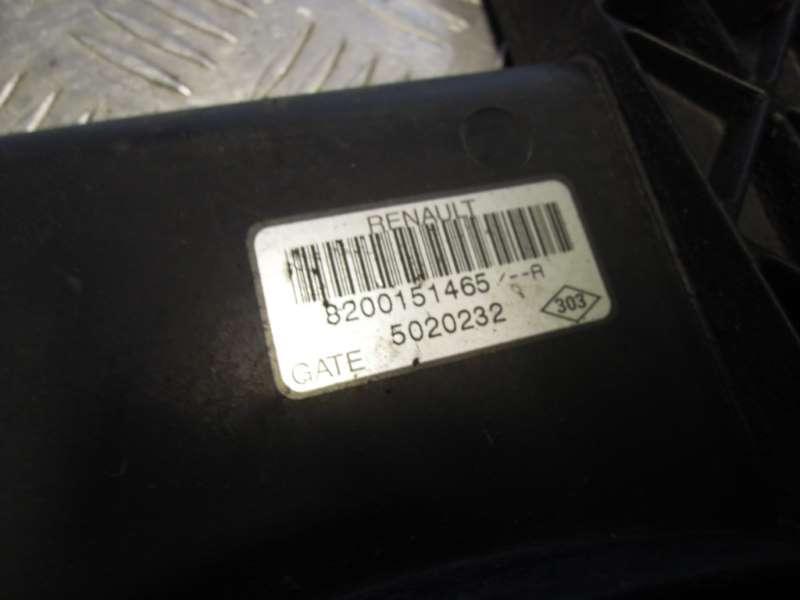 RENAULT
8200151465 /--A
5020232
303
GATE